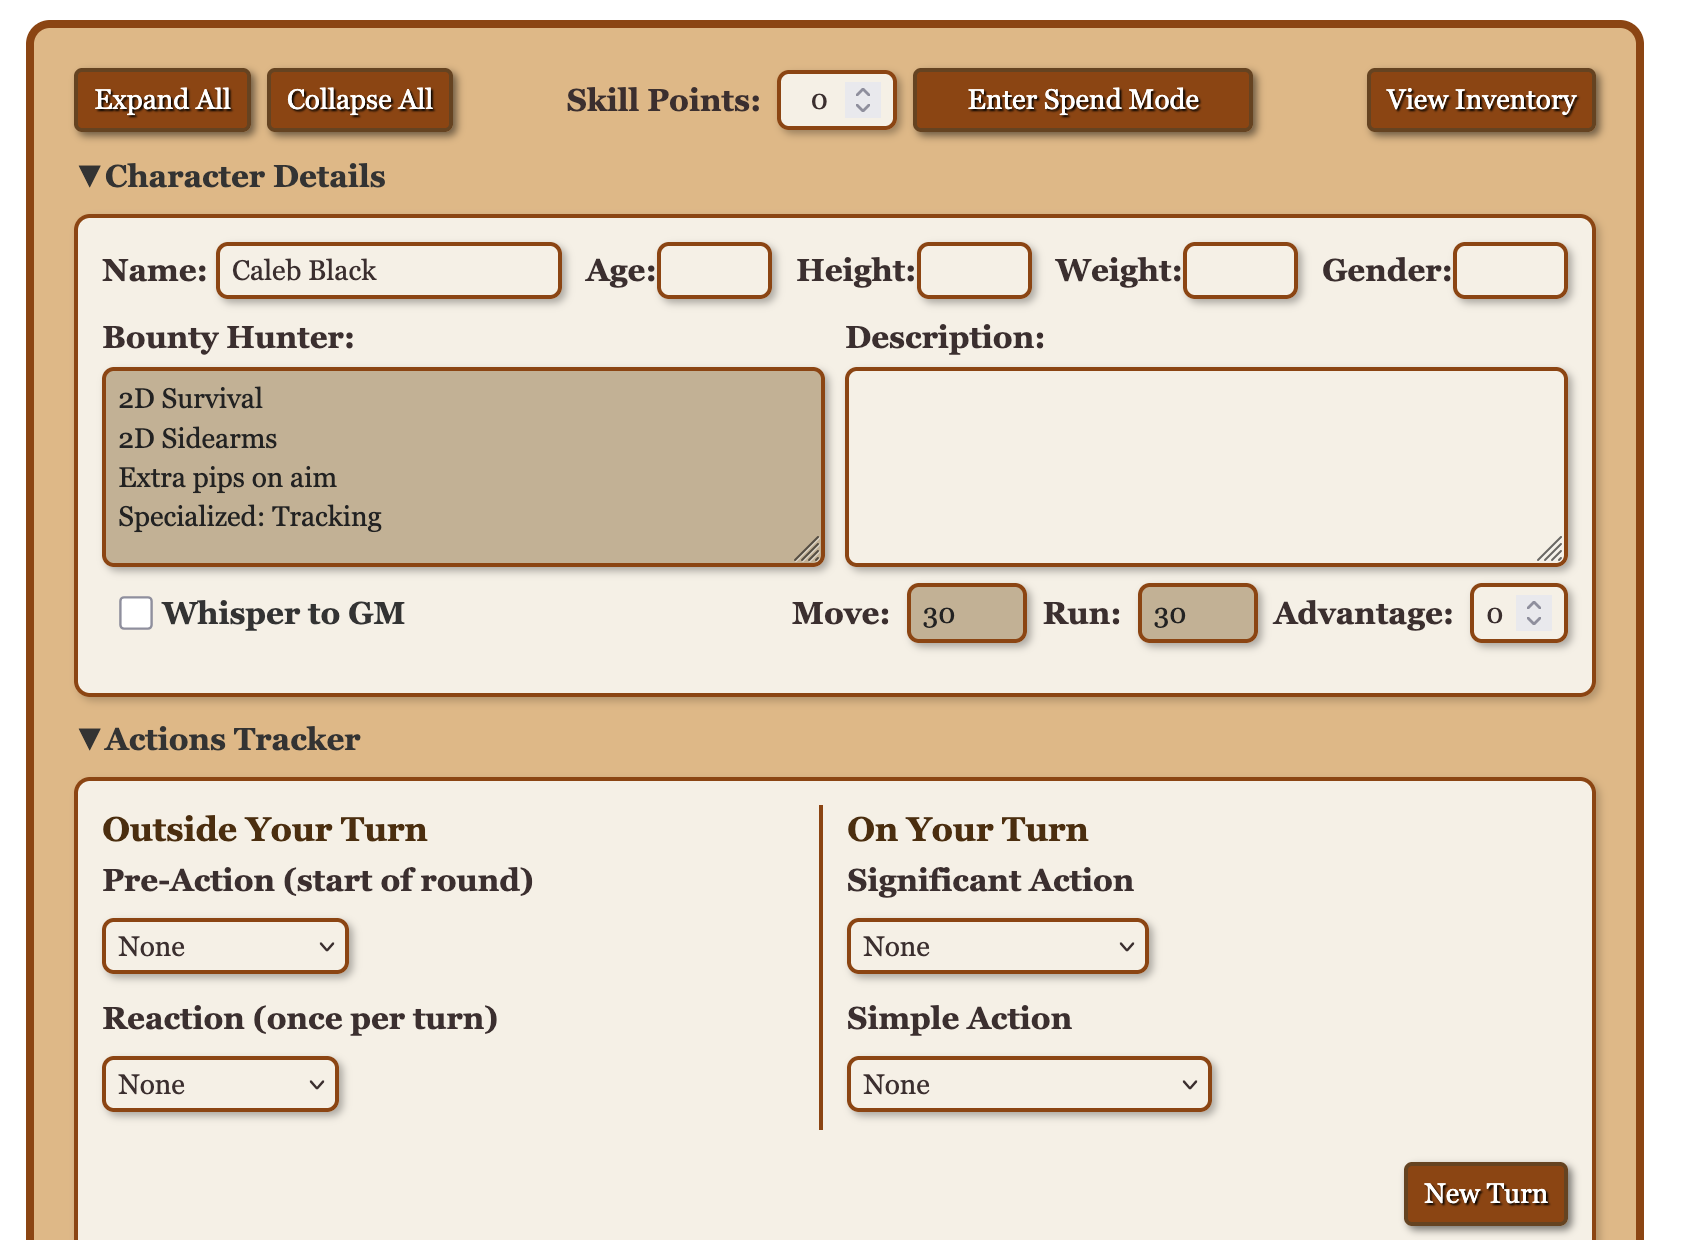 Expand All Collapse All Skill Points: 0 Enter Spend Mode View Inventory
▼Character Details
Name: Caleb Black Age: Height: Weight: Gender:
Bounty Hunter: Description:
2D Survival
2D Sidearms
Extra pips on aim
Specialized: Tracking
Whisper to GM Move: 30 Run: 30 Advantage: 0
▼Actions Tracker
Outside Your Turn On Your Turn
Pre-Action (start of round) Significant Action
None None
Reaction (once per turn) Simple Action
None None
New Turn